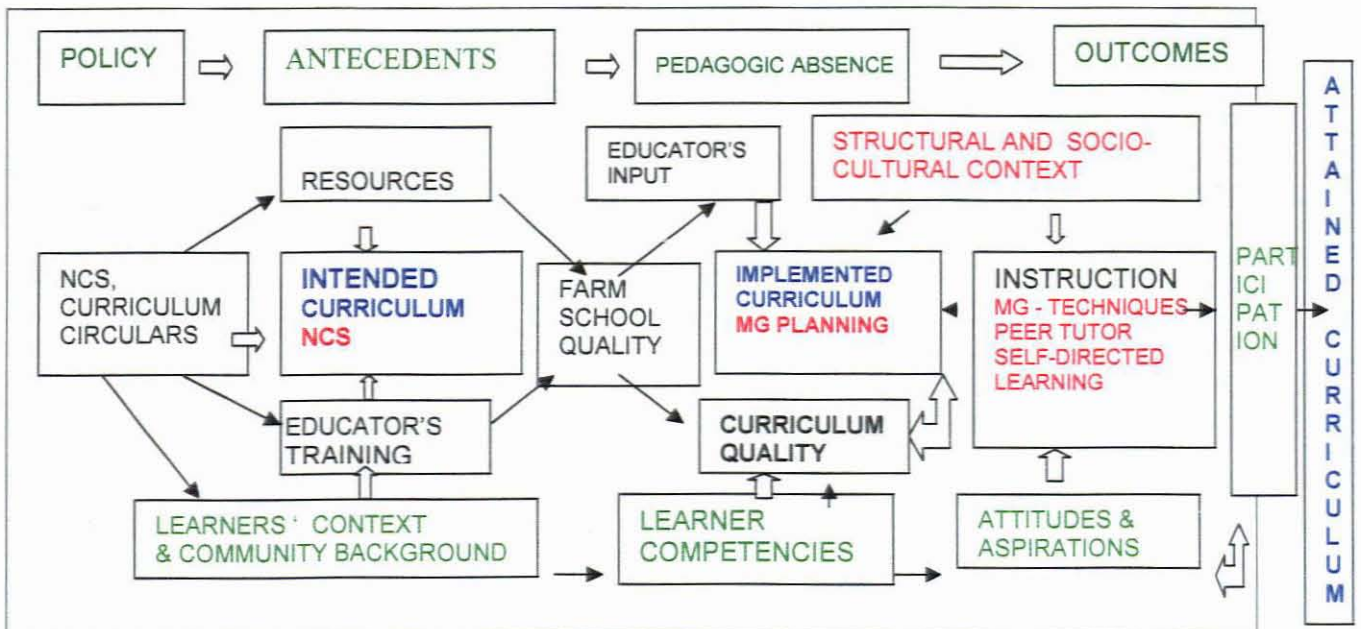 POLICY
ANTECEDENTS
PEDAGOGIC ABSENCE
OUTCOMES
RESOURCES
EDUCATOR'S
INPUT
STRUCTURAL AND SOCIO-
CULTURAL CONTEXT
NCS,
CURRICULUM
CIRCULARS
INTENDED
CURRICULUM
NCS
FARM
SCHOOL
QUALITY
IMPLEMENTED
CURRICULUM
MG PLANNING
INSTRUCTION
MG - TECHNIQUES
PEER TUTOR
SELF-DIRECTED
LEARNING
PART
ICI
PAT
ION
EDUCATOR'S
TRAINING
CURRICULUM
QUALITY
LEARNERS' CONTEXT
& COMMUNITY BACKGROUND
LEARNER
COMPETENCIES
ATTITUDES &
ASPIRATIONS
ATTAINED CURRICULUM